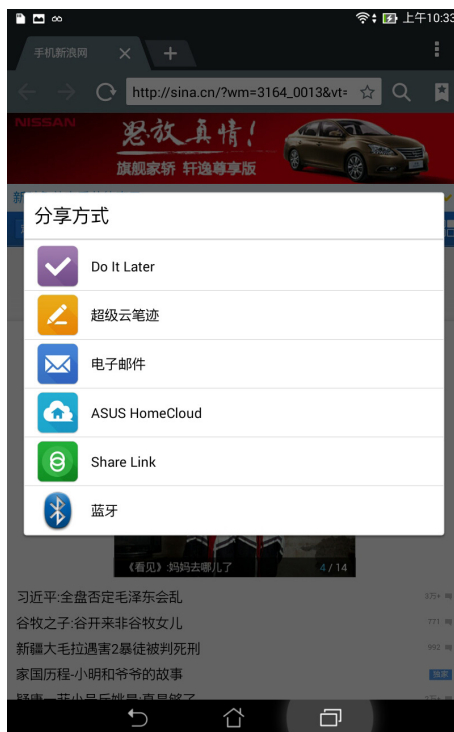 上午10:33
手机新浪网
http://sina.cn/?wm=3164_0013&vt=
NISSAN
怒放真情!
旗舰家轿 轩逸尊享版
分享方式
Do It Later
超级云笔迹
电子邮件
ASUS HomeCloud
Share Link
蓝牙
《看见》:妈妈去哪儿了 4 / 14
习近平:全盘否定毛泽东会乱 3万+
谷牧之子:谷开来非谷牧女儿 771
新疆大毛拉遇害2暴徒被判死刑 992
家国历程-小明和爷爷的故事 独家